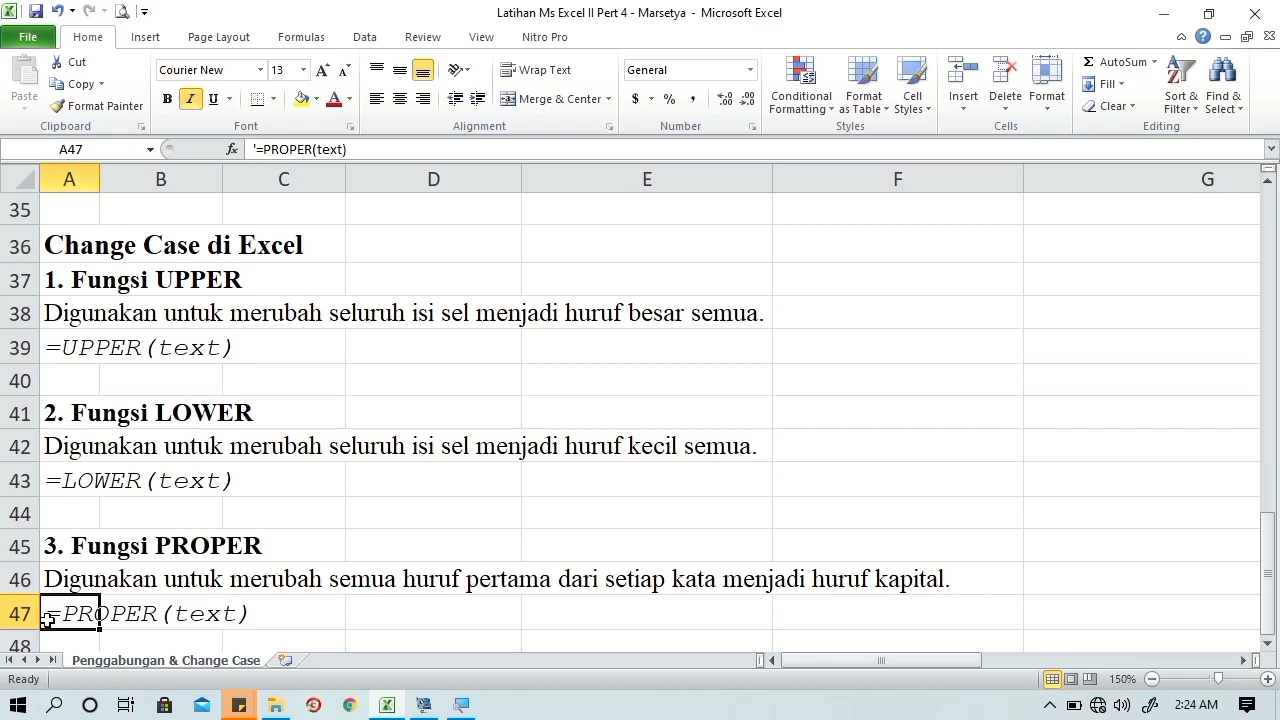 Latihan Ms Excel II Pert 4 - Marsetya - Microsoft Excel
File Home Insert Page Layout Formulas Data Review View Nitro Pro
Paste
Cut
Copy
Format Painter
Clipboard
Courier New 13 A A
B I U A
Font
Wrap Text
Merge & Center
Alignment
General
$ % , .00 .0
Number
Conditional Formatting
Format as Table
Cell Styles
Styles
Insert Delete Format
Cells
Σ AutoSum
Fill
Clear
Sort & Filter
Find & Select
Editing
A47 fx '=PROPER(text)
A B C D E F G
35
36 Change Case di Excel
37 1. Fungsi UPPER
38 Digunakan untuk merubah seluruh isi sel menjadi huruf besar semua.
39 =UPPER(text)
40
41 2. Fungsi LOWER
42 Digunakan untuk merubah seluruh isi sel menjadi huruf kecil semua.
43 =LOWER(text)
44
45 3. Fungsi PROPER
46 Digunakan untuk merubah semua huruf pertama dari setiap kata menjadi huruf kapital.
47 =PROPER(text)
48
Penggabungan & Change Case
Ready 150%
2:24 AM